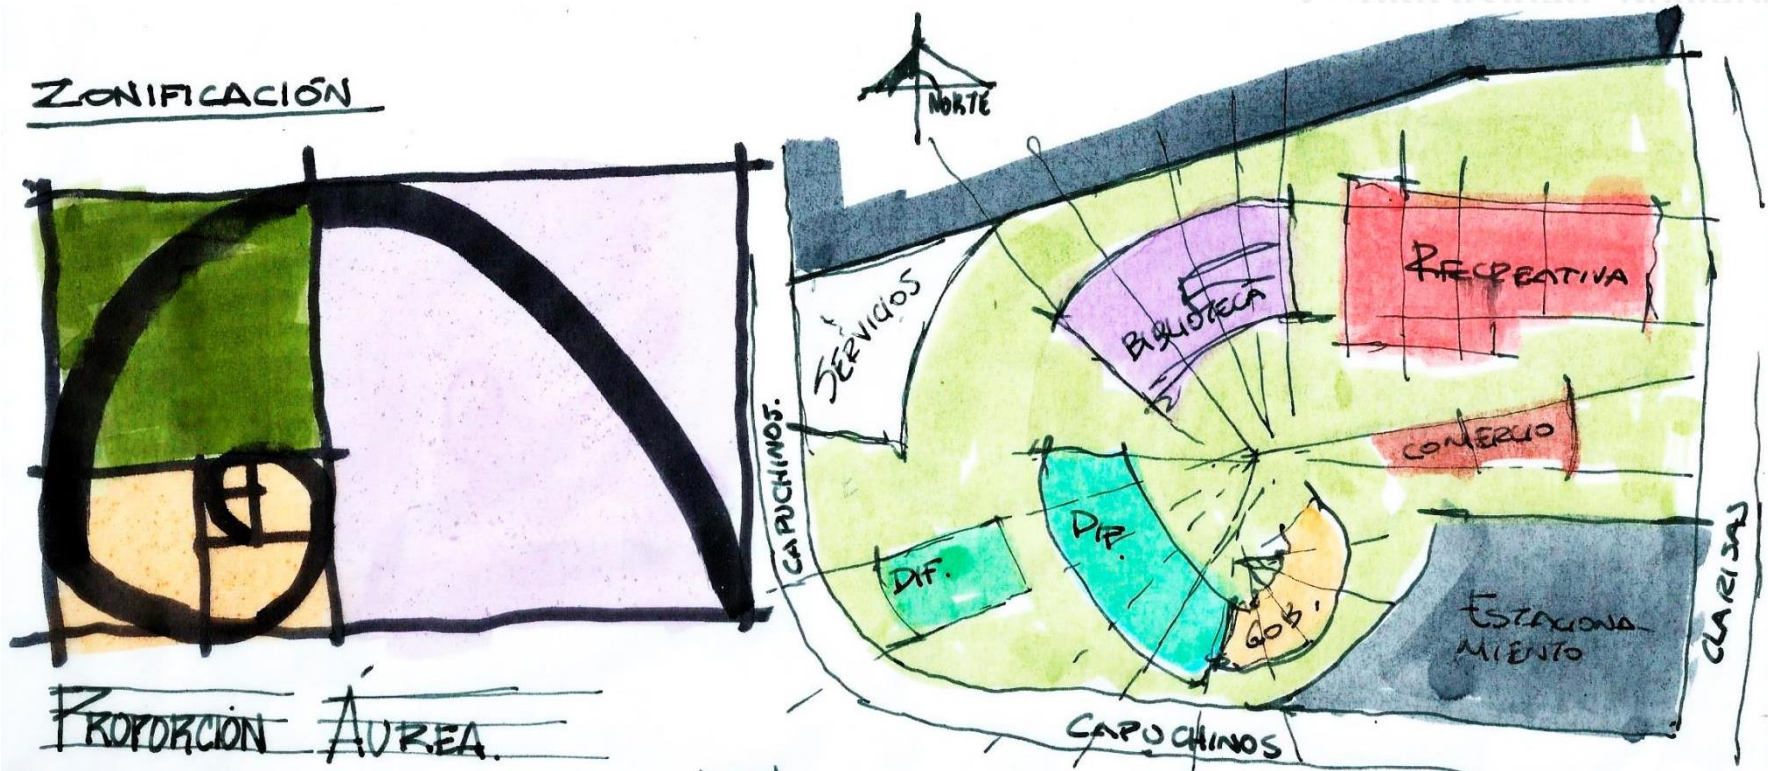 ZONIFICACIÓN
PROPORCIÓN ÁUREA.
NORTE
SERVICIOS
BIBLIOTECA
RECREATIVA
COMERCIO
CAPUCHINOS.
DIF.
DIF.
GOB.
ESTACIONA
MIENTO
CLARISAS
CAPUCHINOS